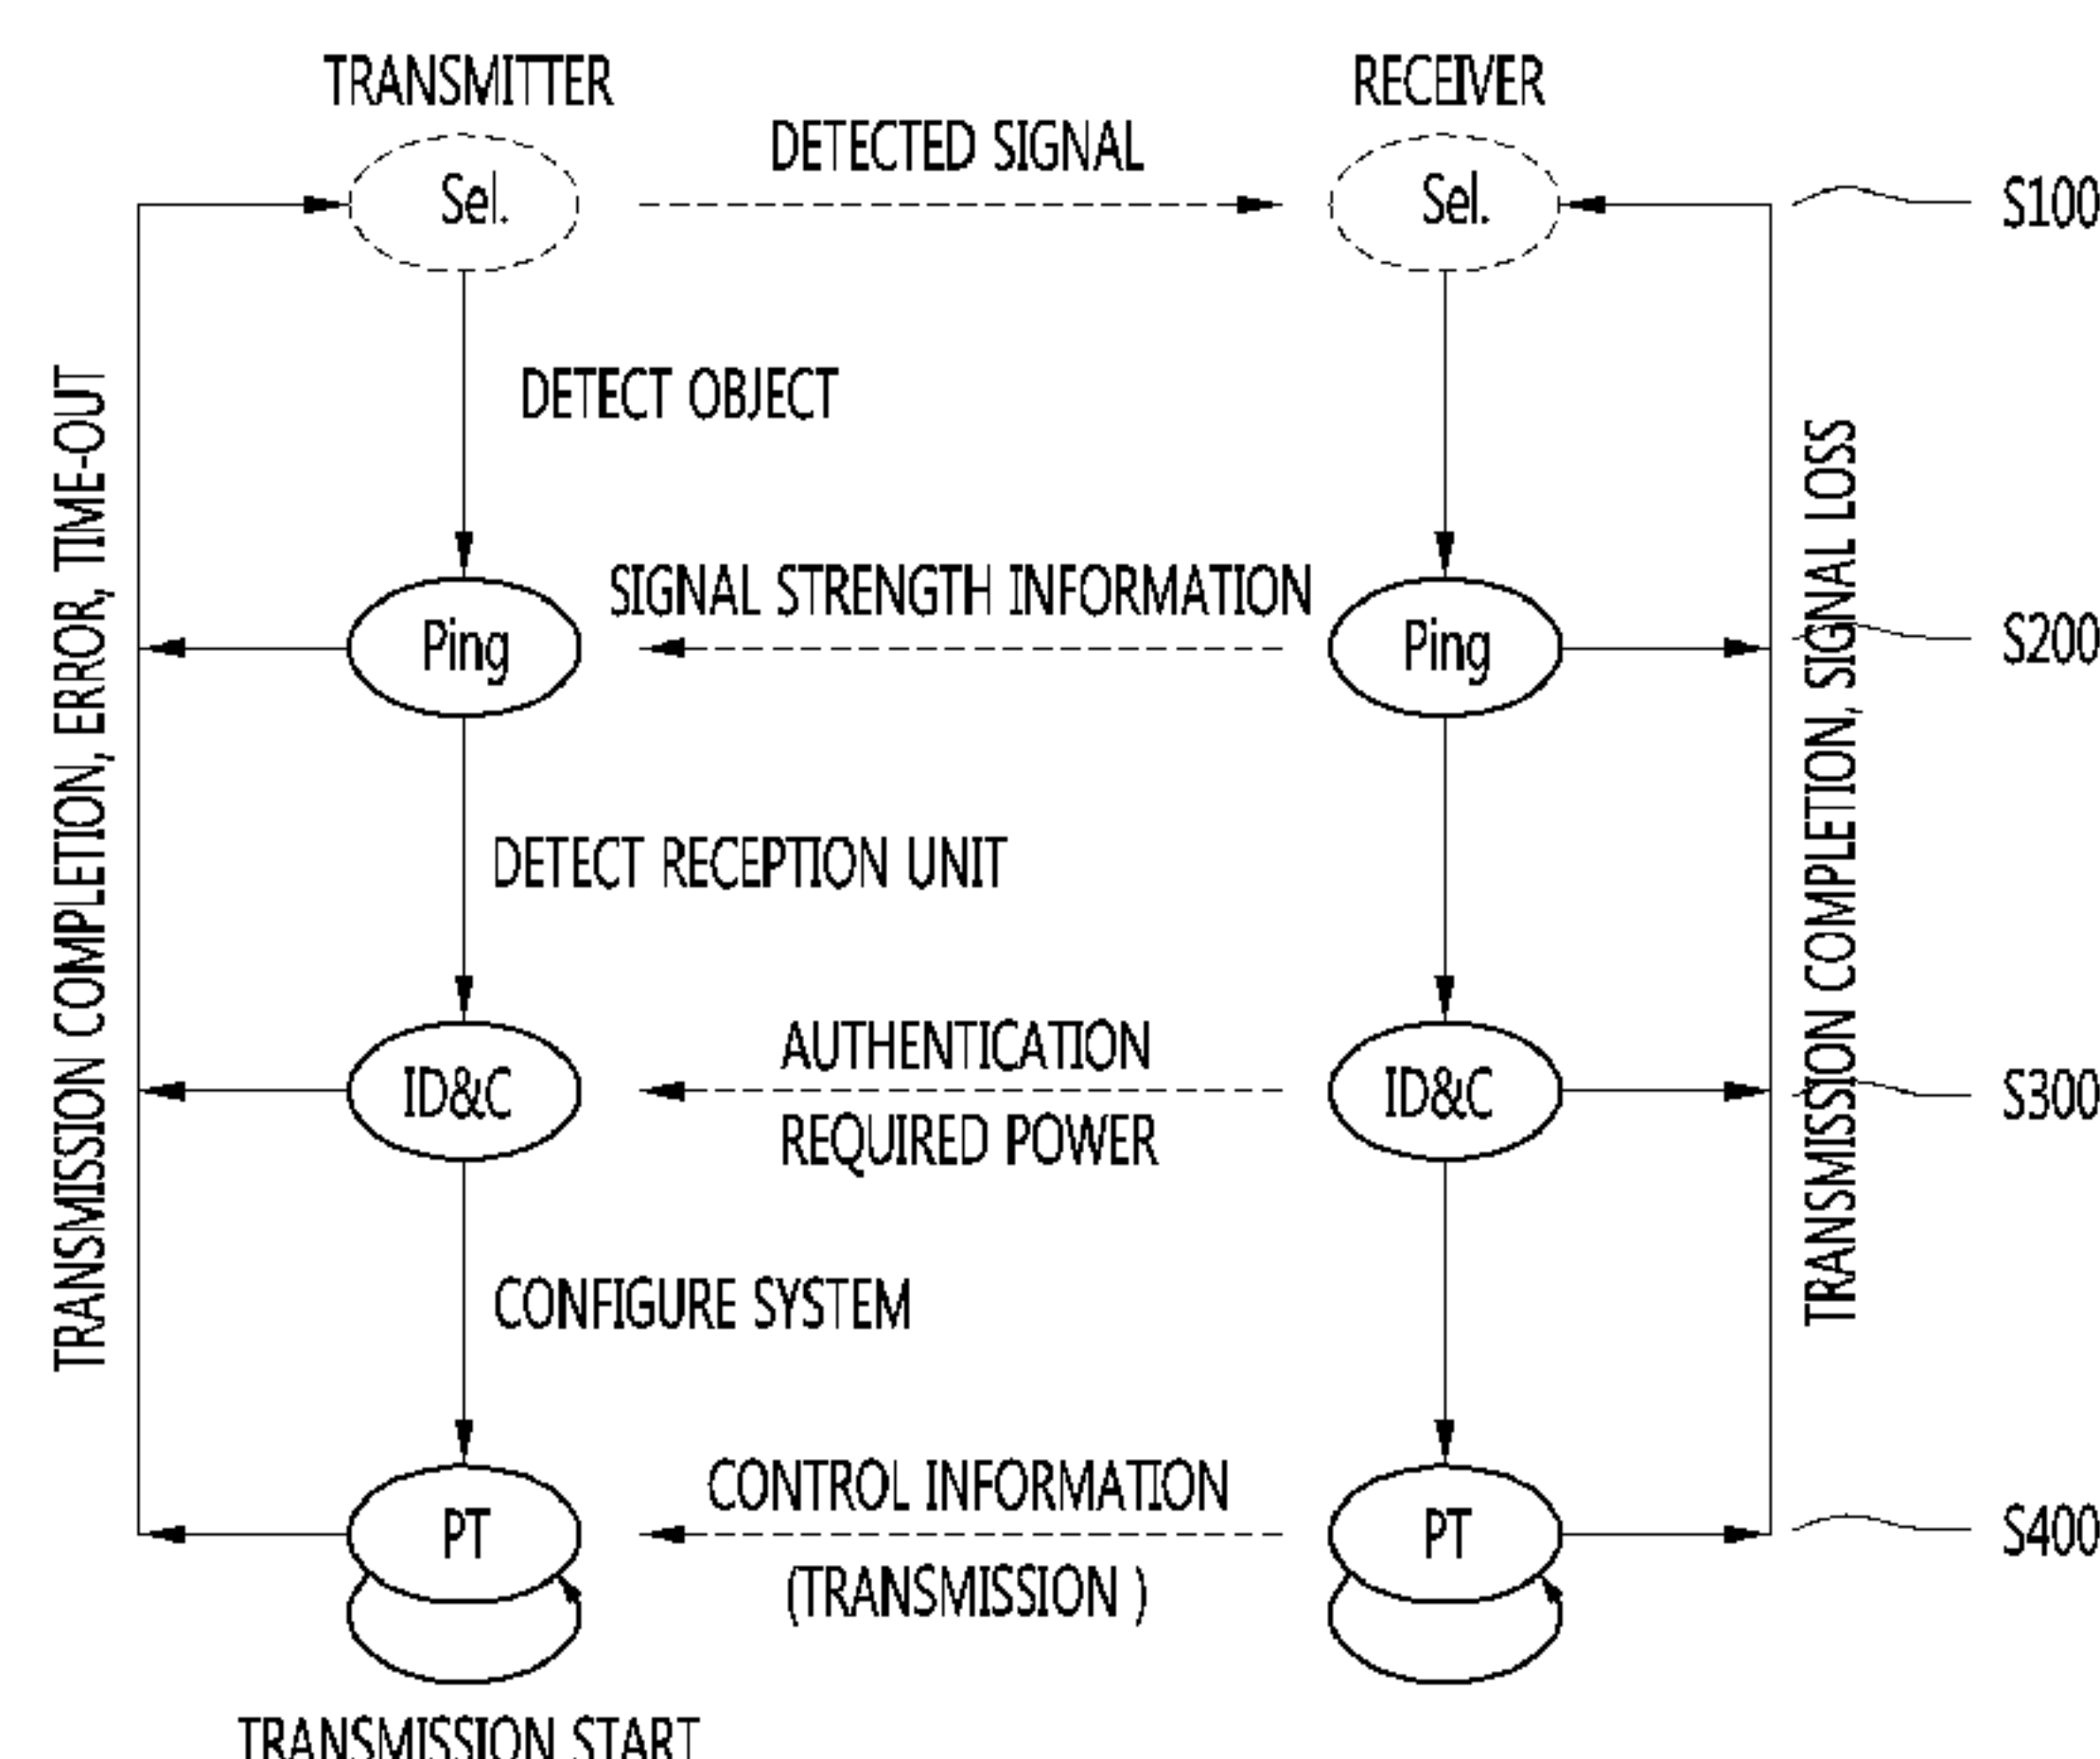 TRANSMITTER
RECEIVER
DETECTED SIGNAL
Sel.
Sel.
S100
DETECT OBJECT
SIGNAL STRENGTH INFORMATION
Ping
Ping
S200
TRANSMISSION COMPLETION, ERROR, TIME-OUT
TRANSMISSION COMPLETION, SIGNAL LOSS
DETECT RECEPTION UNIT
AUTHENTICATION
ID&C
ID&C
S300
REQUIRED POWER
CONFIGURE SYSTEM
CONTROL INFORMATION
PT
PT
S400
(TRANSMISSION )
TRANSMISSION START